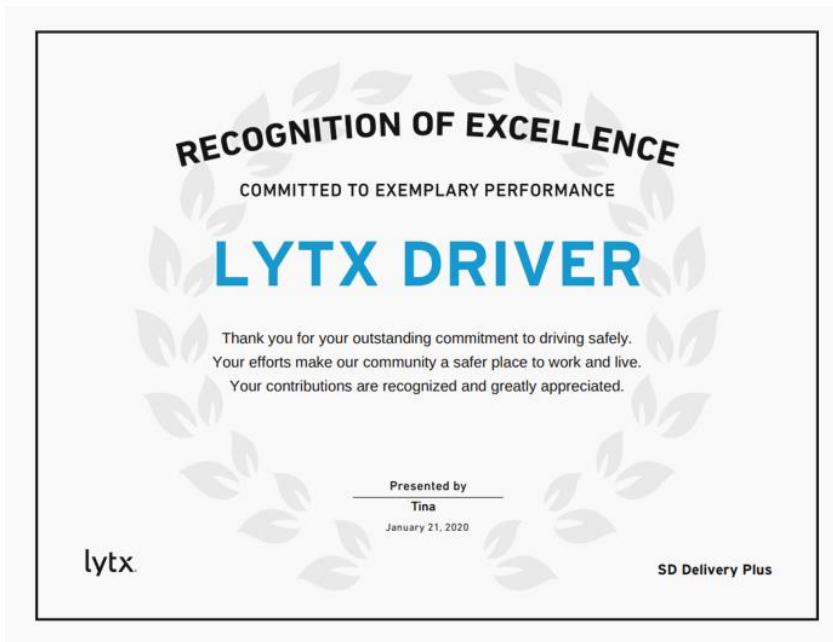 RECOGNITION OF EXCELLENCE
COMMITTED TO EXEMPLARY PERFORMANCE
LYTX DRIVER
Thank you for your outstanding commitment to driving safely.
Your efforts make our community a safer place to work and live.
Your contributions are recognized and greatly appreciated.
Presented by
Tina
January 21, 2020
lytx.
SD Delivery Plus